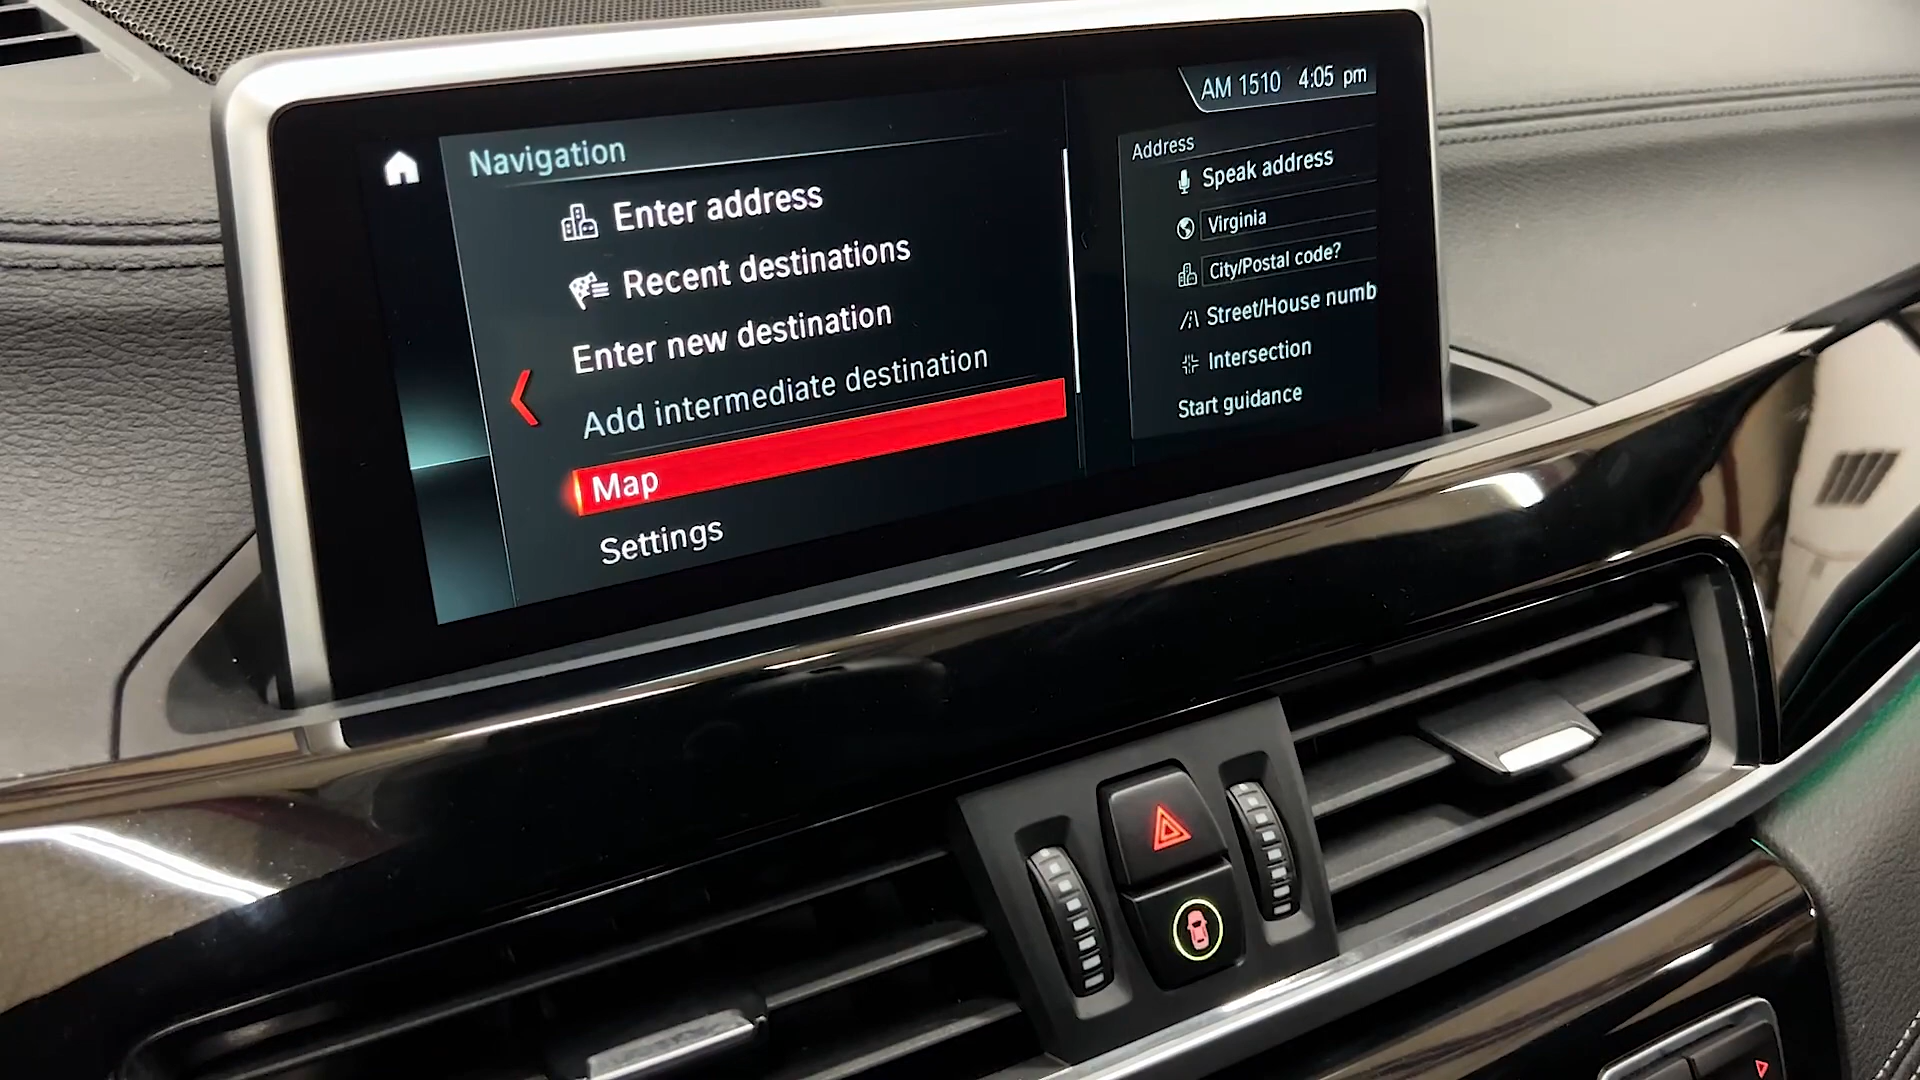 AM 1510 4:05 pm
Navigation
Enter address
Recent destinations
Enter new destination
Add intermediate destination
Map
Settings
Address
Speak address
Virginia
City/Postal code?
Street/House numb
Intersection
Start guidance